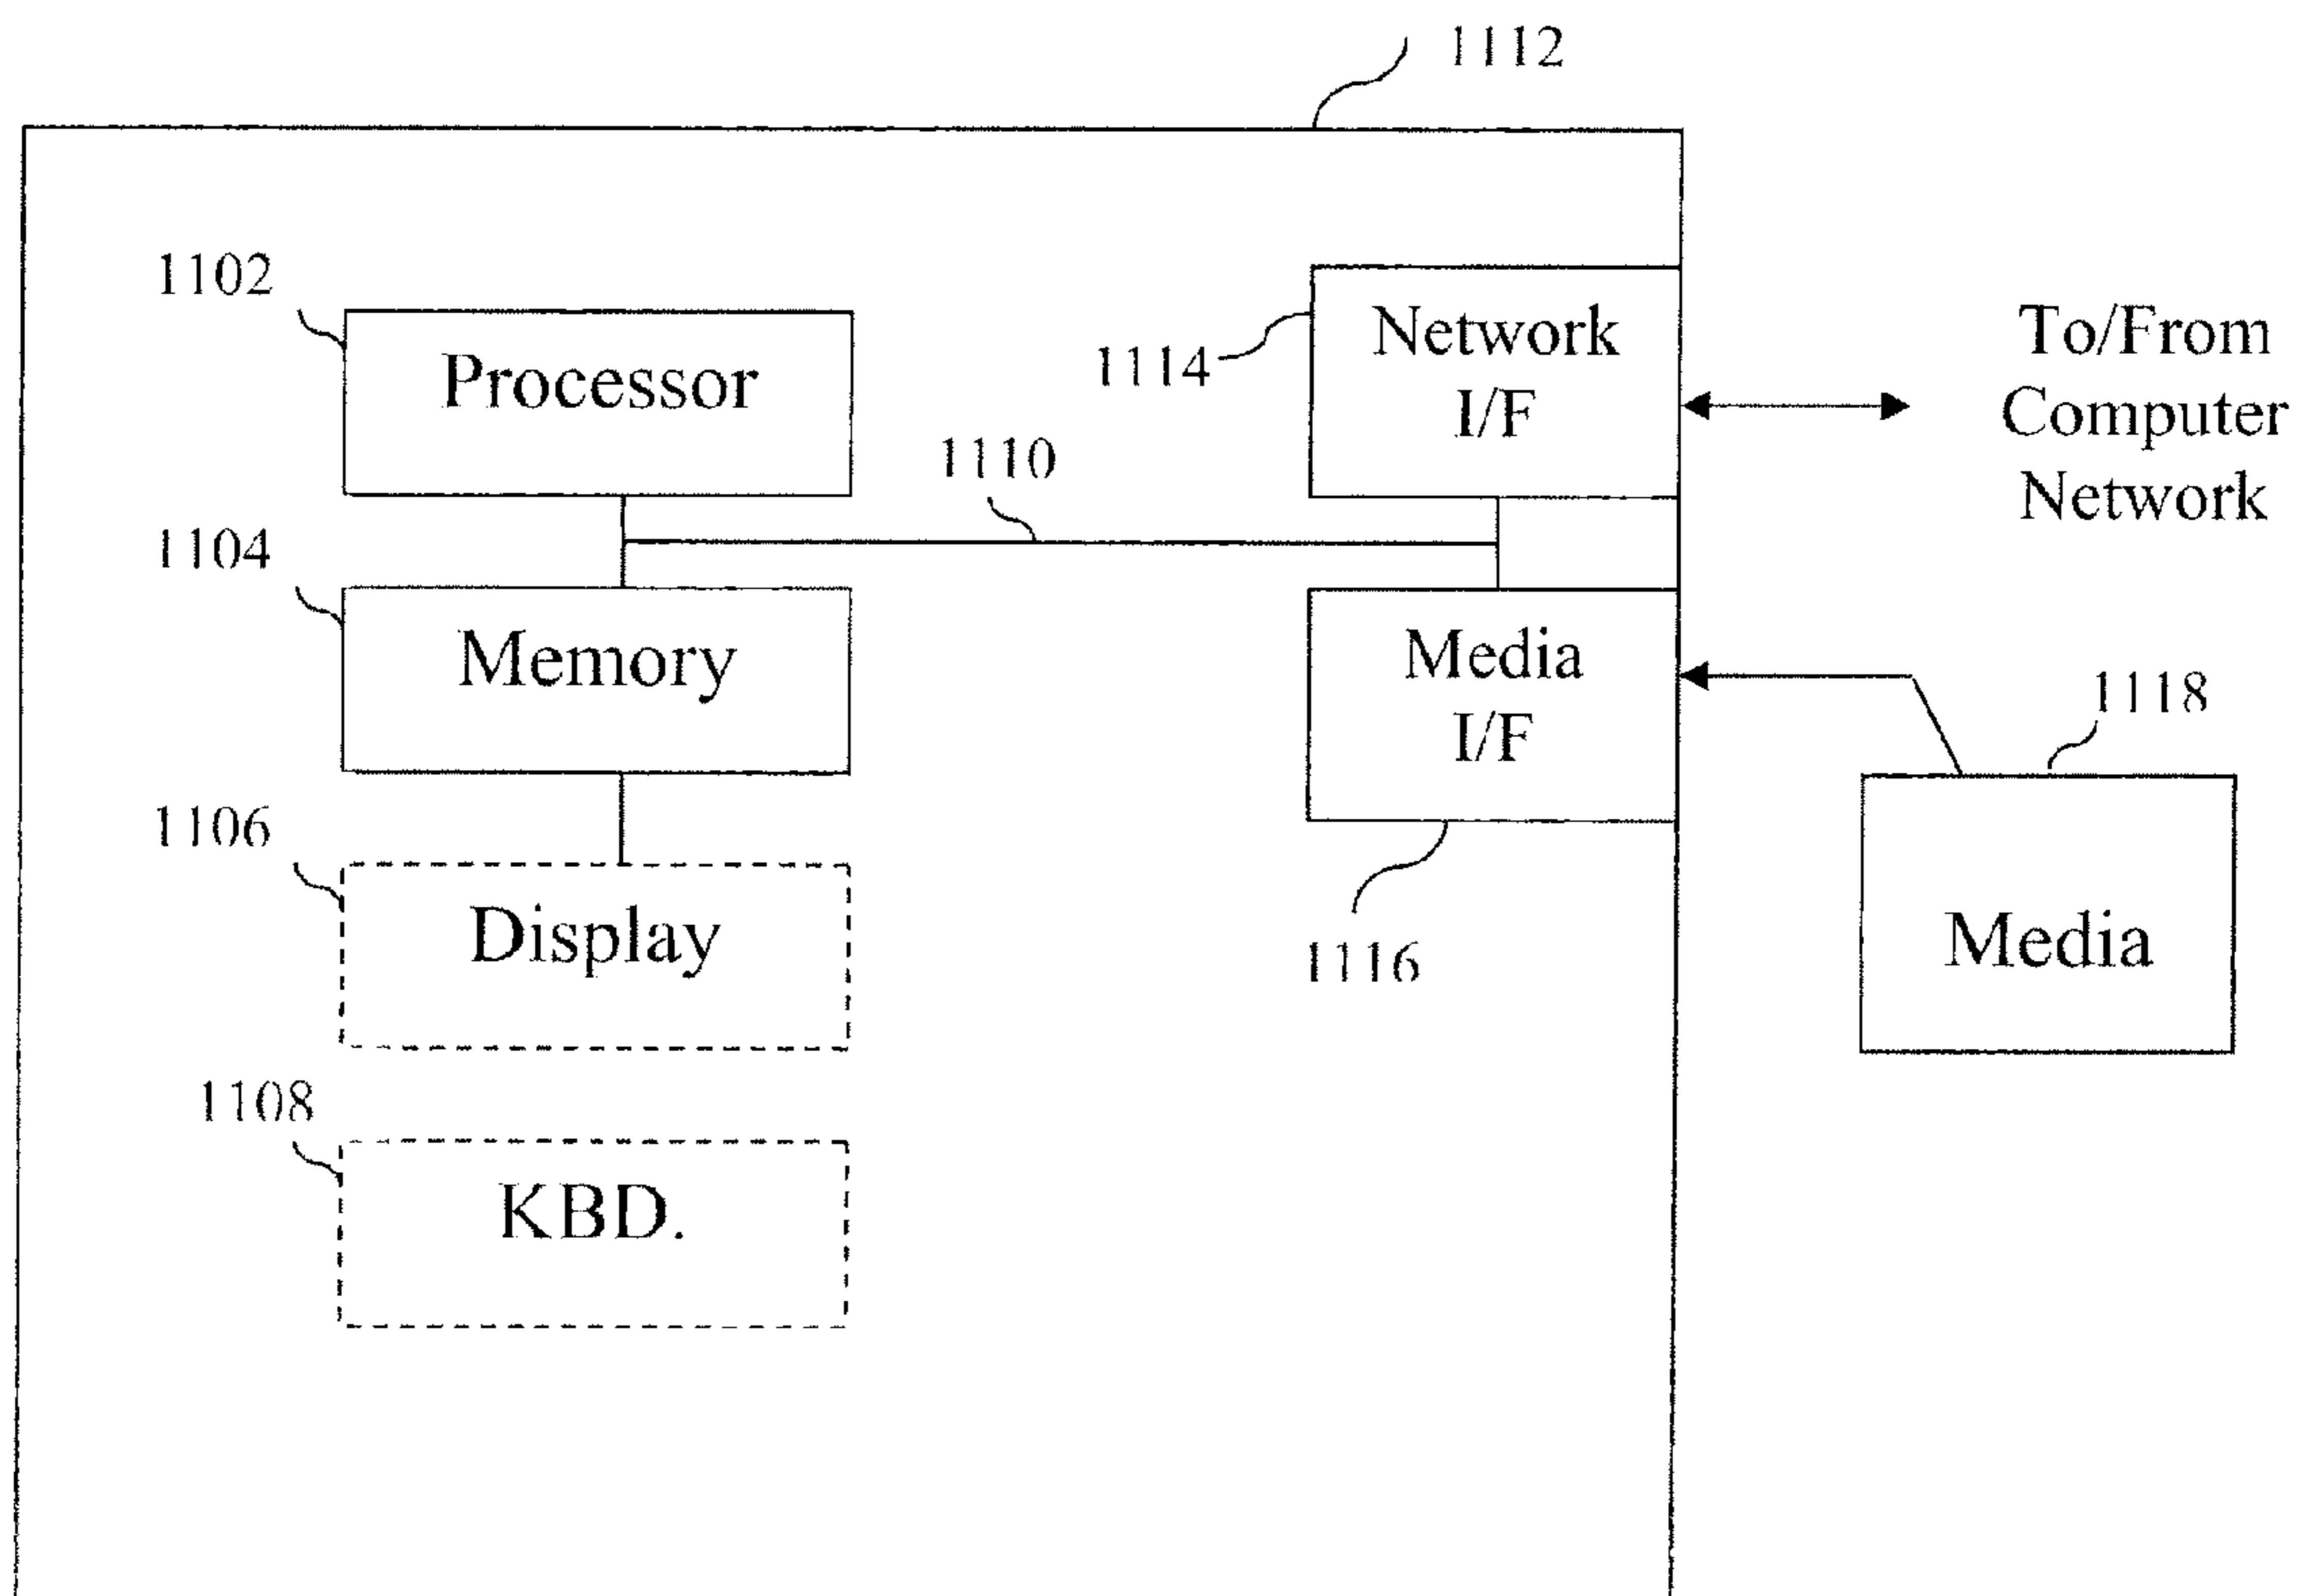 1112
1102
Processor
1114
Network
I/F
To/From
Computer
Network
1110
1104
Memory
Media
I/F
1118
Media
1106
Display
1116
1108
KBD.